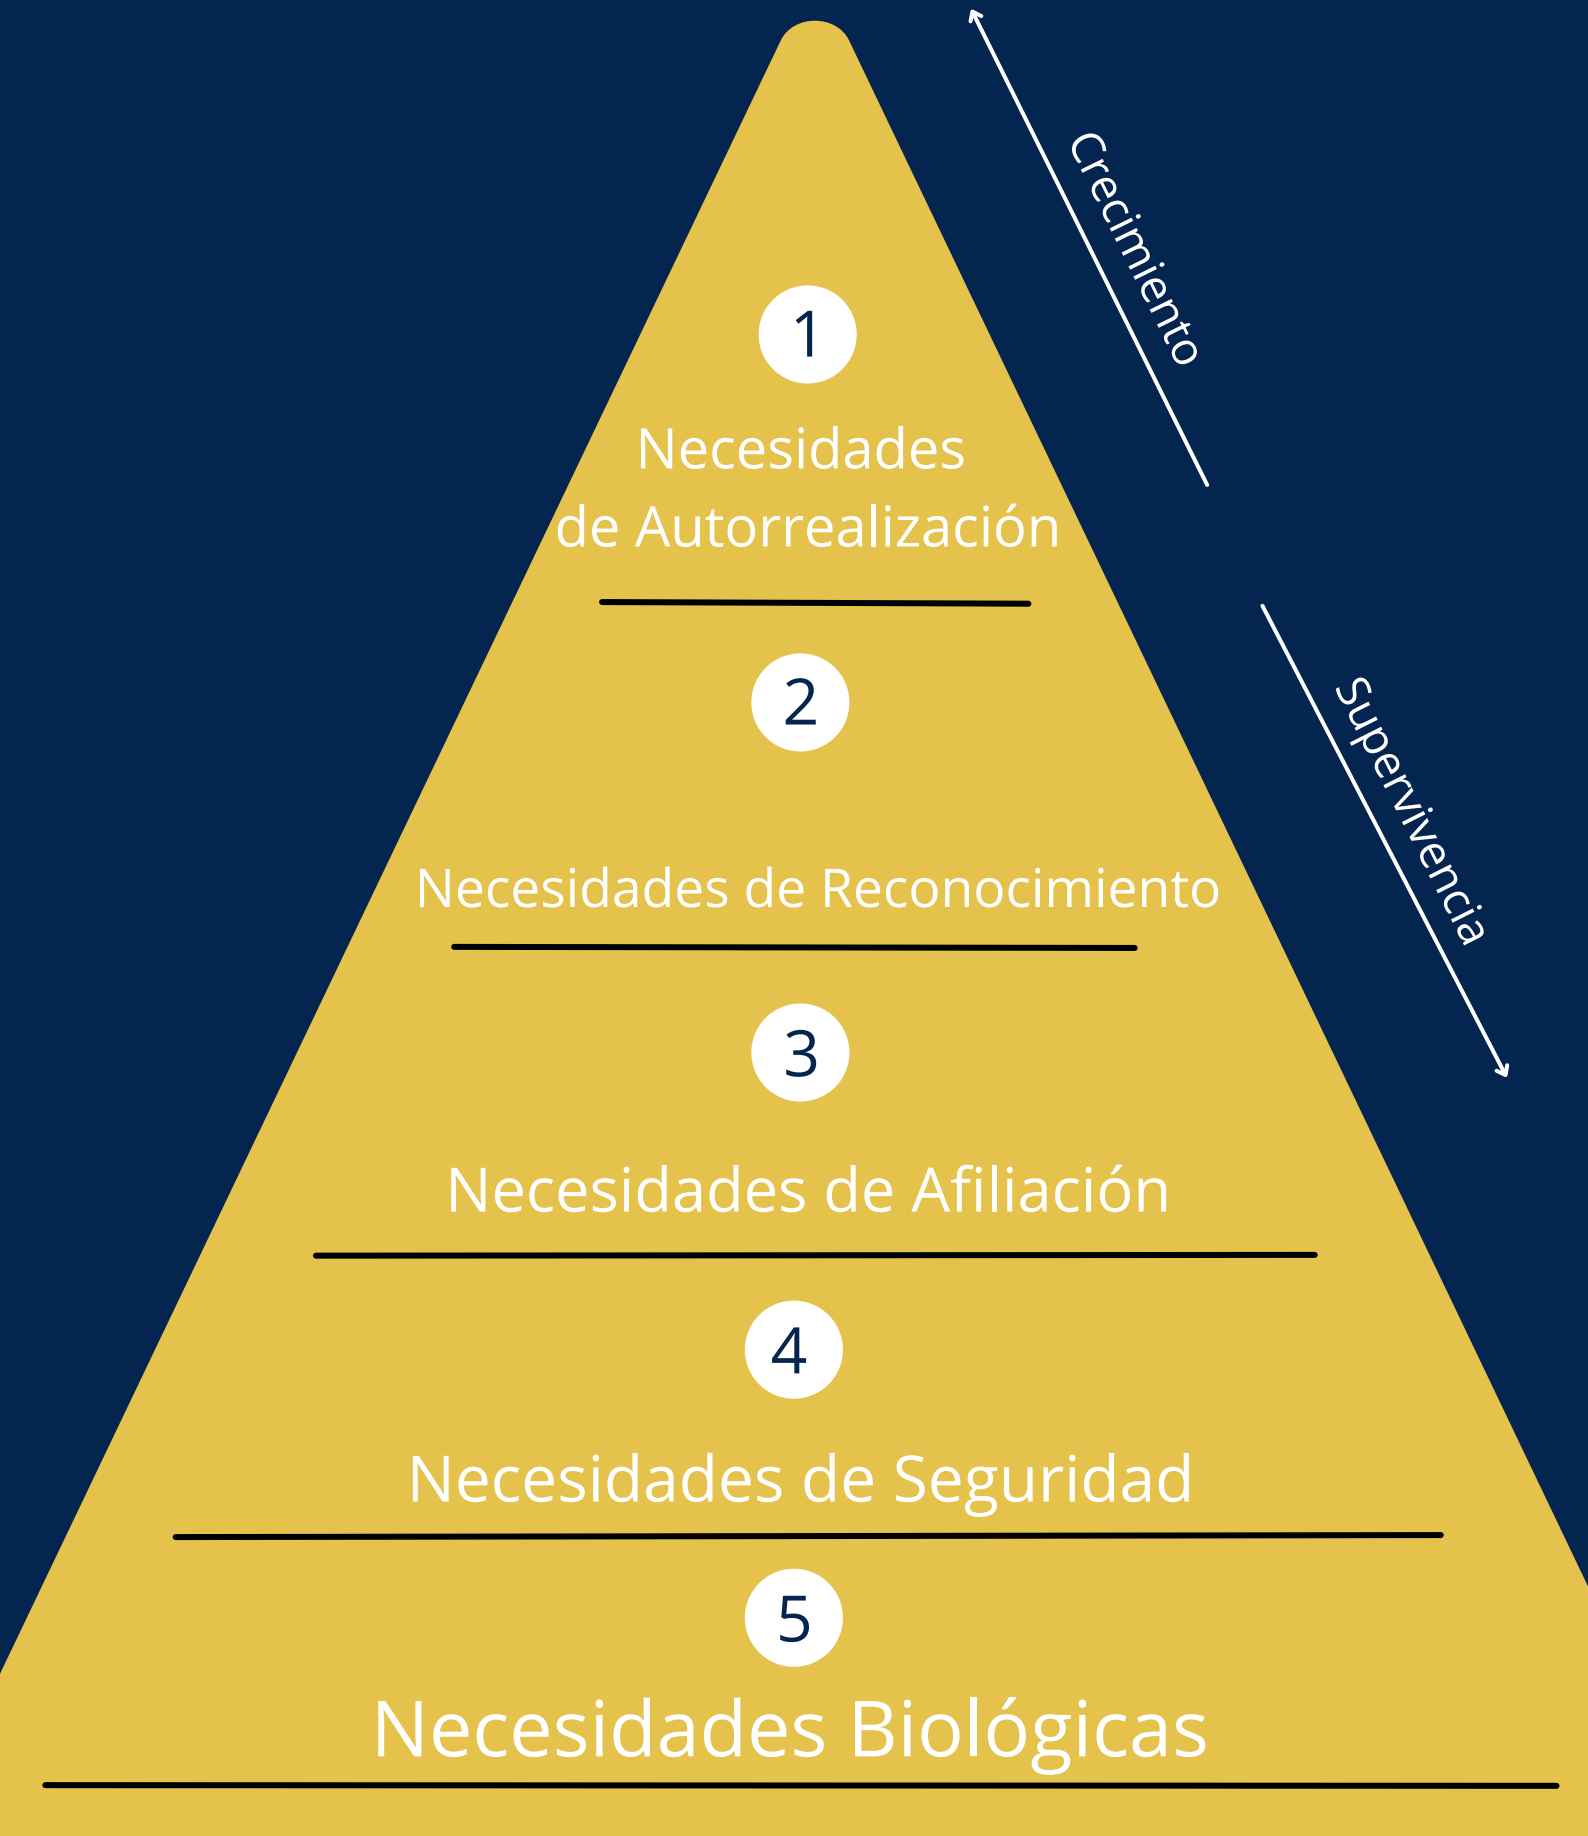 Crecimiento
1
Necesidades
de Autorrealización
Supervivencia
2
Necesidades de Reconocimiento
3
Necesidades de Afiliación
4
Necesidades de Seguridad
5
Necesidades Biológicas